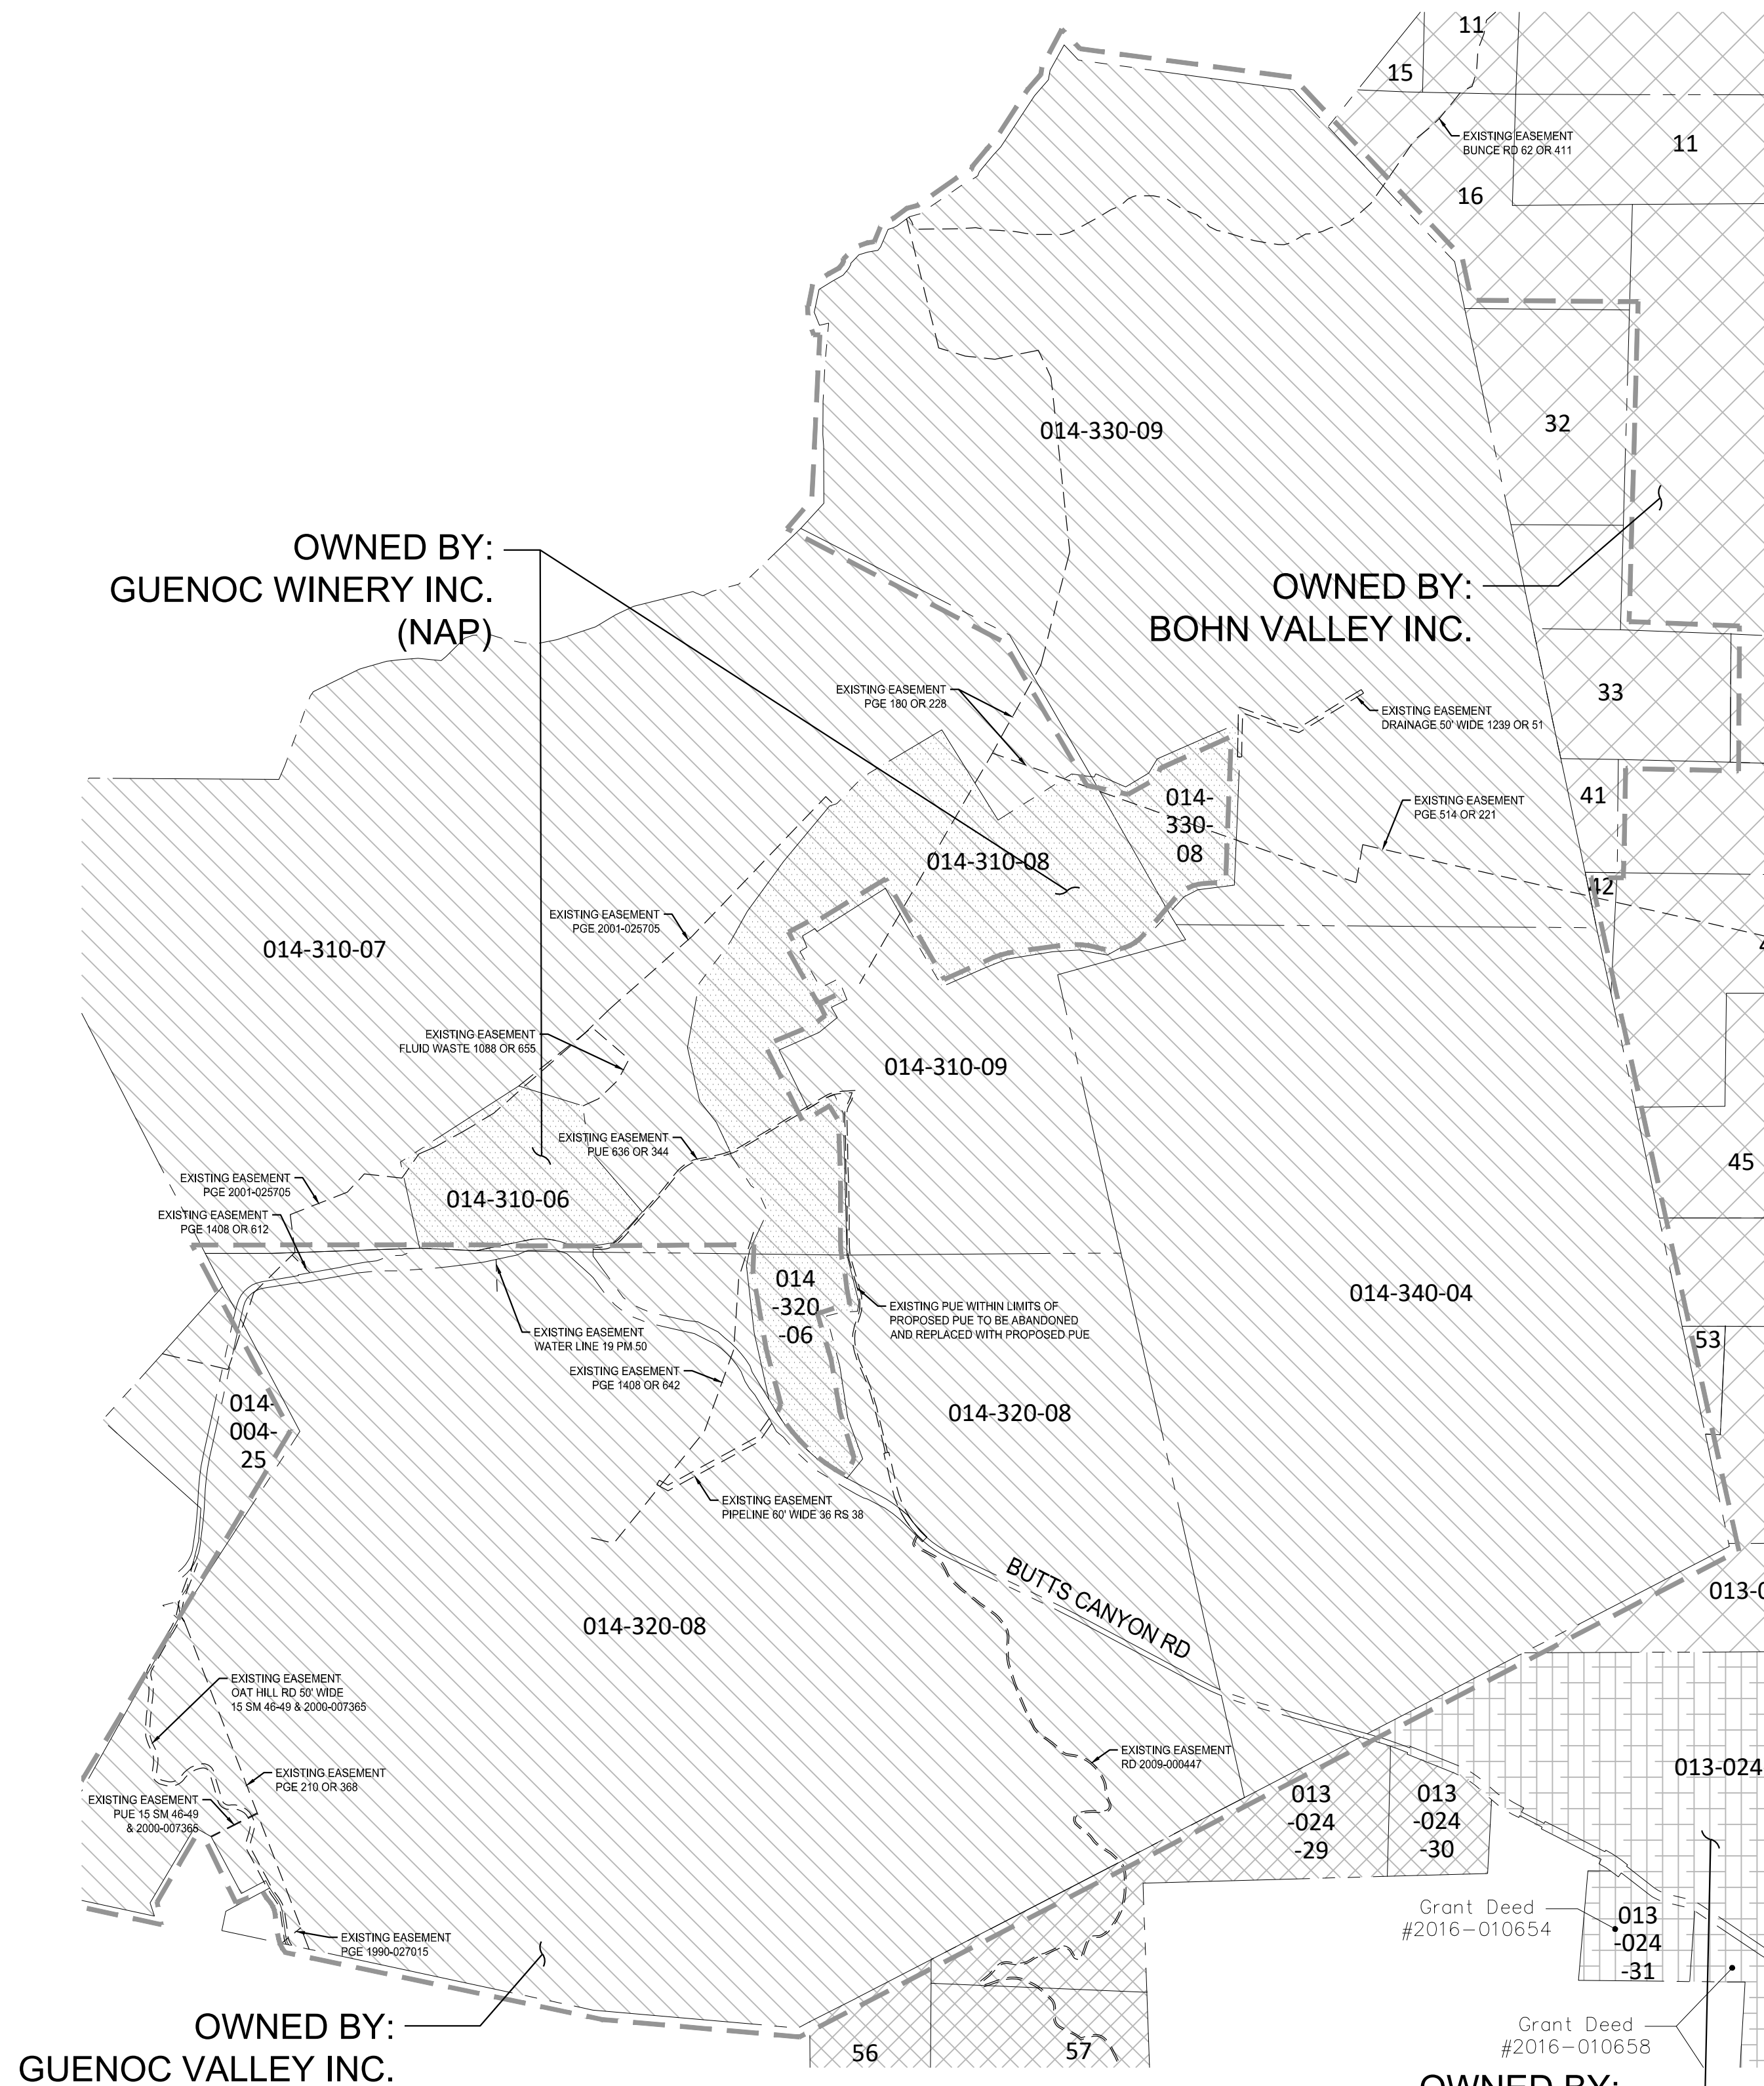 11
15
EXISTING EASEMENT
BUNCE RD 62 OR 411
11
16
32
014-330-09
OWNED BY:
GUENOC WINERY INC.
(NAP)
OWNED BY:
BOHN VALLEY INC.
33
EXISTING EASEMENT
PGE 180 OR 228
EXISTING EASEMENT
DRAINAGE 50' WIDE 1239 OR 51
41
014-
330-
08
EXISTING EASEMENT
PGE 514 OR 221
014-310-08
42
EXISTING EASEMENT
PGE 2001-025705
014-310-07
EXISTING EASEMENT
FLUID WASTE 1088 OR 655
014-310-09
EXISTING EASEMENT
PUE 636 OR 344
45
EXISTING EASEMENT
PGE 2001-025705
014-310-06
EXISTING EASEMENT
PGE 1408 OR 612
014
-320
-06
014-340-04
EXISTING PUE WITHIN LIMITS OF
PROPOSED PUE TO BE ABANDONED
AND REPLACED WITH PROPOSED PUE
EXISTING EASEMENT
WATER LINE 19 PM 50
53
EXISTING EASEMENT
PGE 1408 OR 642
014-
004-
25
014-320-08
EXISTING EASEMENT
PIPELINE 60' WIDE 36 RS 38
BUTTS CANYON RD
013-0
014-320-08
EXISTING EASEMENT
OAT HILL RD 50' WIDE
15 SM 46-49 & 2000-007365
EXISTING EASEMENT
RD 2009-000447
EXISTING EASEMENT
PGE 210 OR 368
013-024
EXISTING EASEMENT
PUE 15 SM 46-49
& 2000-007365
013
-024
-29
013
-024
-30
Grant Deed
#2016-010654
013
-024
-31
EXISTING EASEMENT
PGE 1990-027015
OWNED BY:
GUENOC VALLEY INC.
56
57
Grant Deed
#2016-010658
OWNED BY: